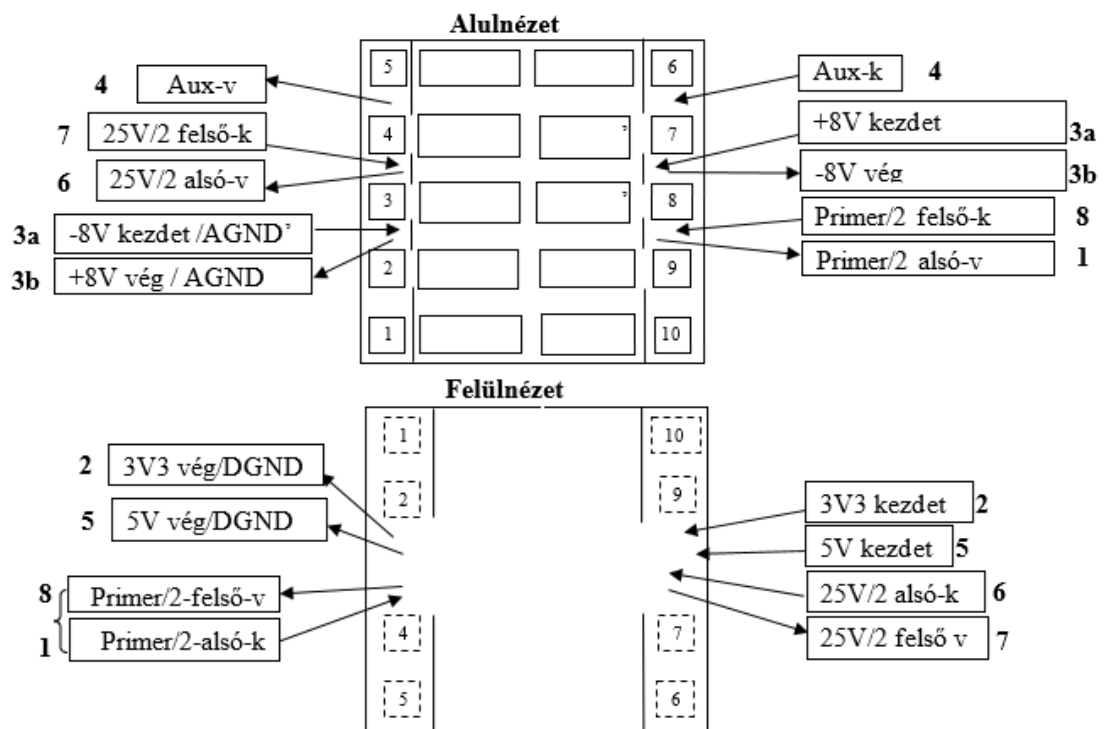 Alulnézet
5
6
4 Aux-v
Aux-k 4
7 25V/2 felső-k
4
7
+8V kezdet 3a
6 25V/2 alsó-v
-8V vég 3b
3
8
3a -8V kezdet /AGND’
Primer/2 felső-k 8
3b +8V vég / AGND
2
9
Primer/2 alsó-v 1
1
10
Felülnézet
1
10
2 3V3 vég/DGND
2
9
3V3 kezdet 2
5 5V vég/DGND
5V kezdet 5
8 Primer/2-felső-v
25V/2 alsó-k 6
1 Primer/2-alsó-k
4
7
25V/2 felső v 7
5
6